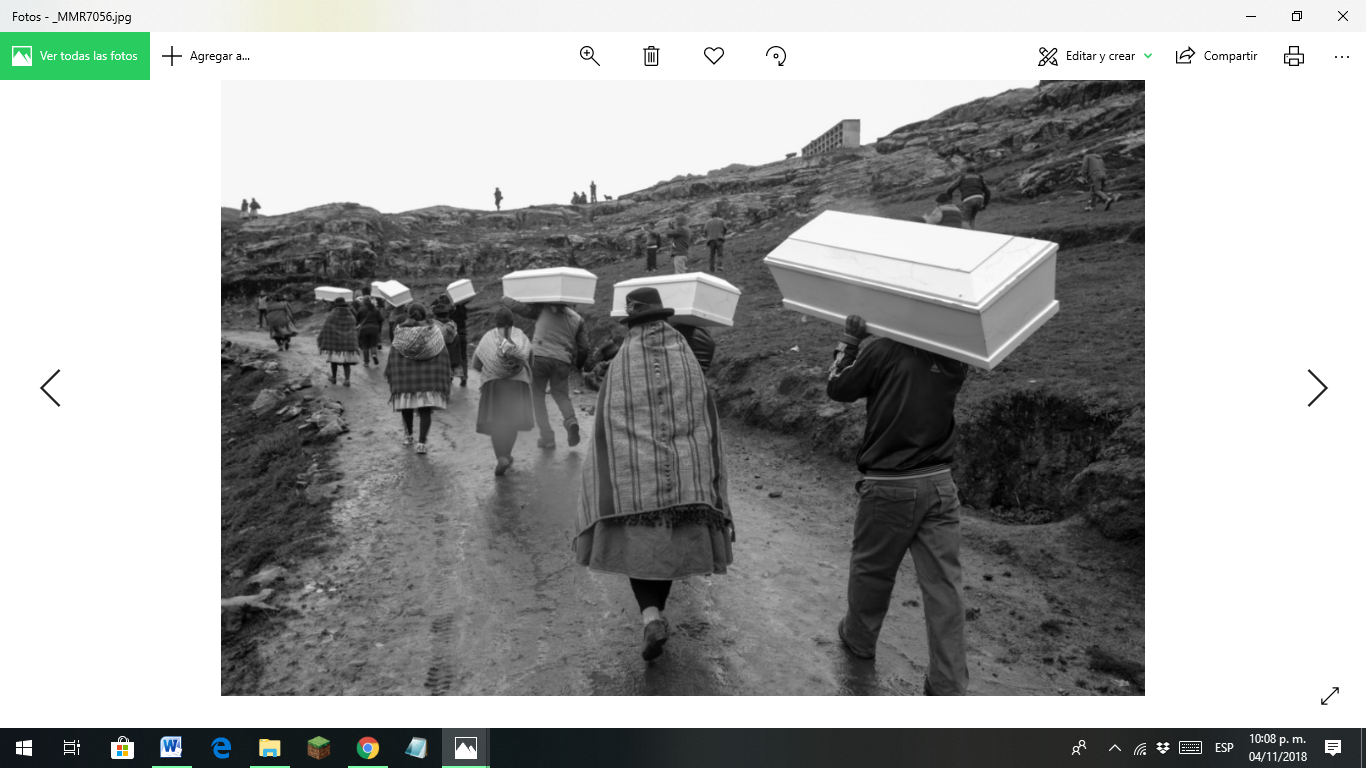 Fotos - _MMR7056.jpg
Ver todas las fotos
Agregar a...
Editar y crear
Compartir
ESP
10:08 p. m.
04/11/2018